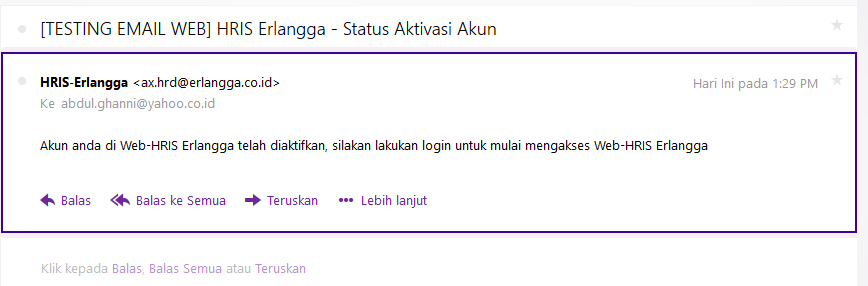 [TESTING EMAIL WEB] HRIS Erlangga - Status Aktivasi Akun
HRIS-Erlangga <ax.hrd@erlangga.co.id> Hari Ini pada 1:29 PM
Ke abdul.ghanni@yahoo.co.id
Akun anda di Web-HRIS Erlangga telah diaktifkan, silakan lakukan login untuk mulai mengakses Web-HRIS Erlangga
Balas Balas ke Semua Teruskan Lebih lanjut
Klik kepada Balas, Balas Semua atau Teruskan